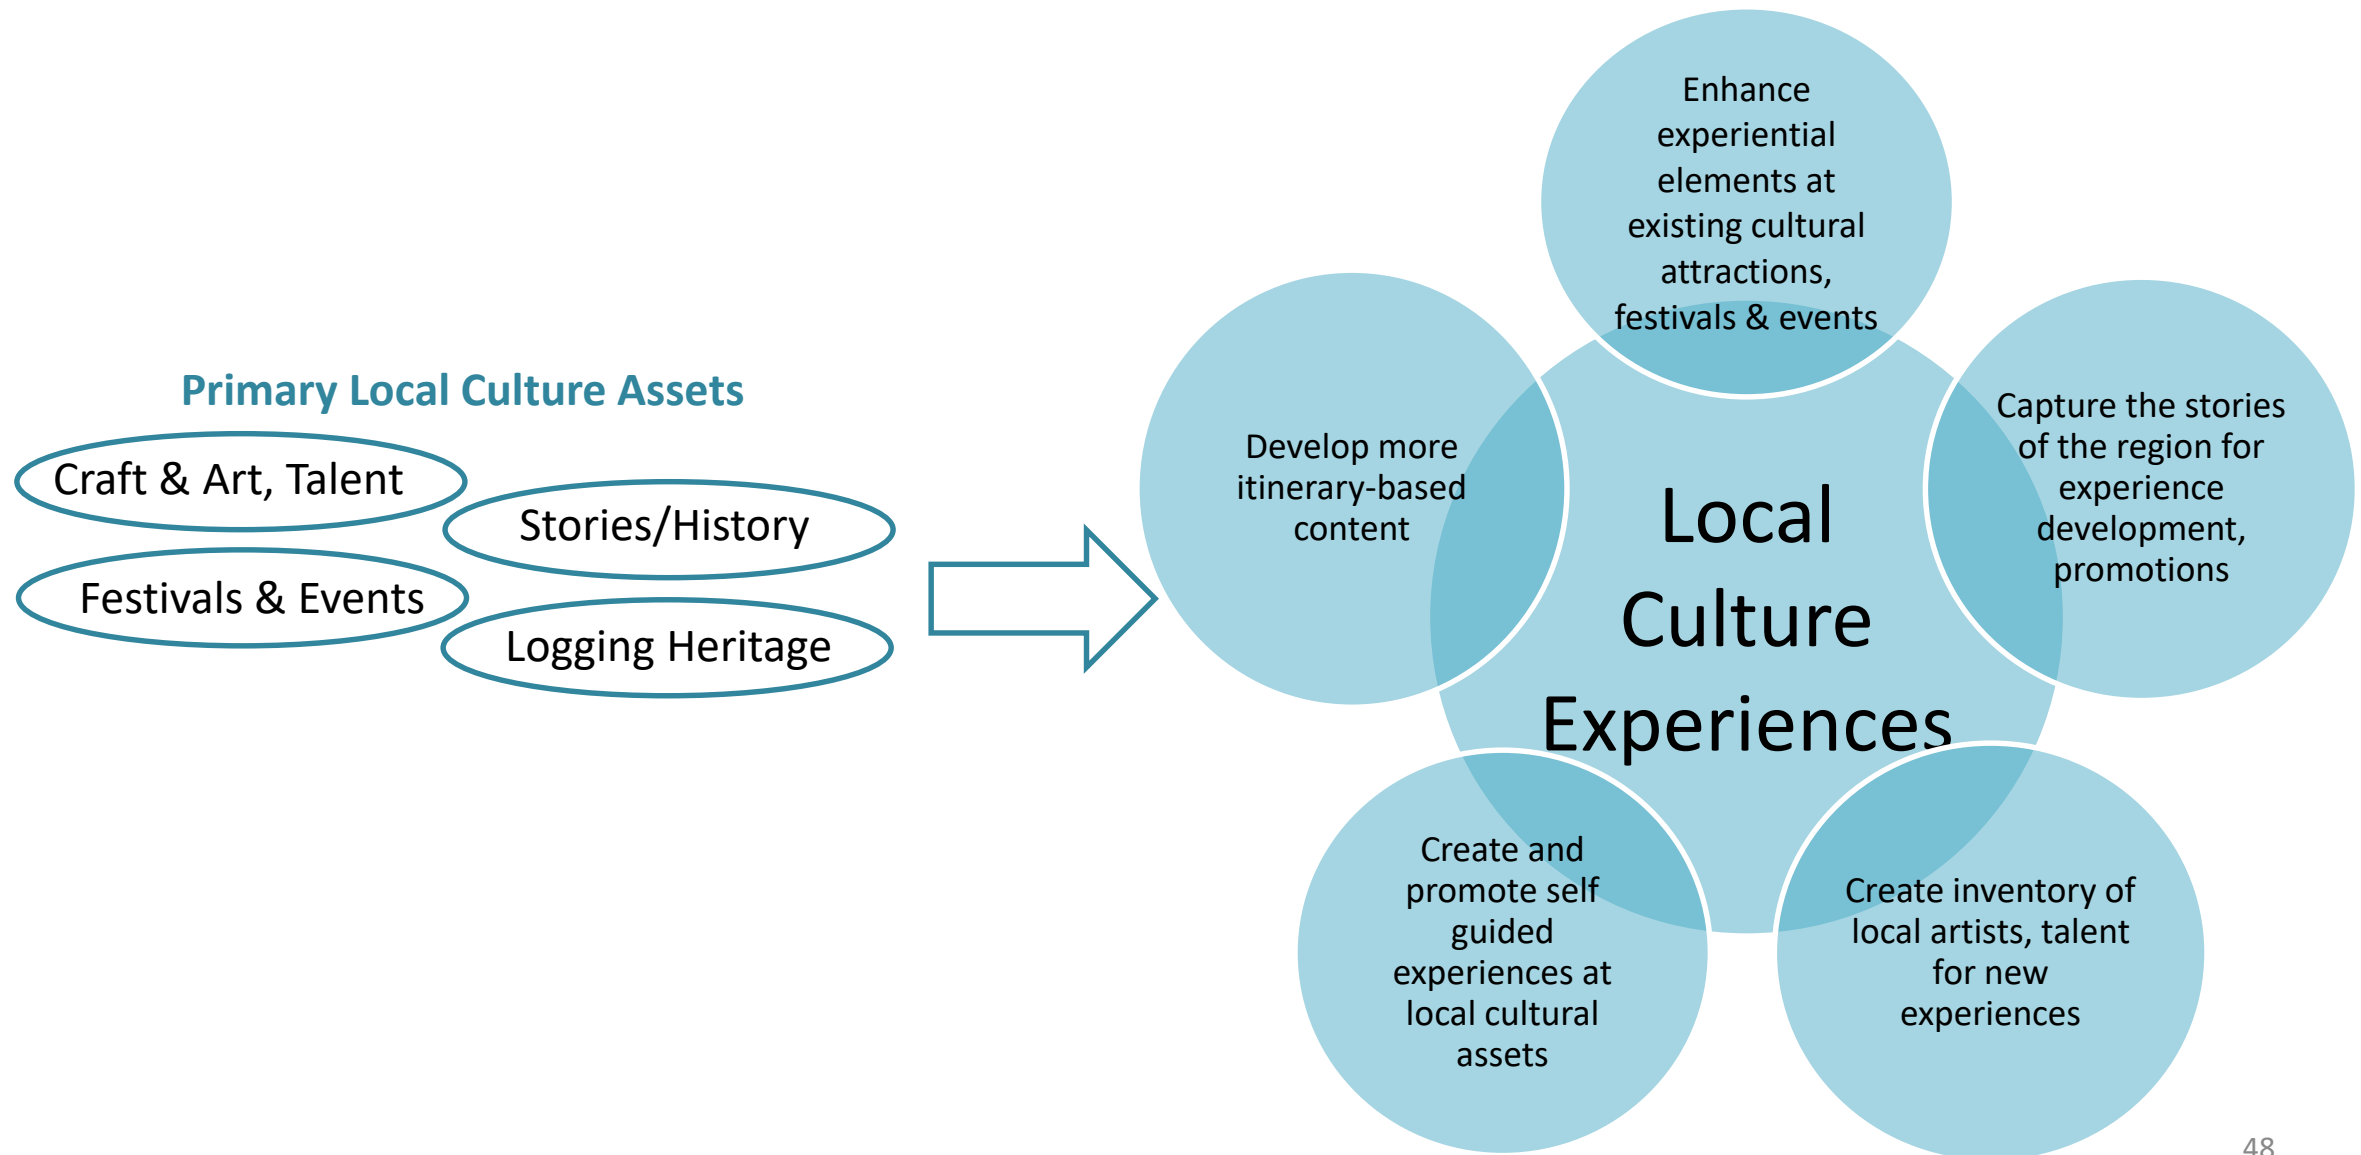 Primary Local Culture Assets
Craft & Art, Talent
Stories/History
Festivals & Events
Logging Heritage
Enhance
experiential
elements at
existing cultural
attractions,
festivals & events
Develop more
itinerary-based
content
Capture the stories
of the region for
experience
development,
promotions
Local
Culture
Experiences
Create and
promote self
guided
experiences at
local cultural
assets
Create inventory of
local artists, talent
for new
experiences
48